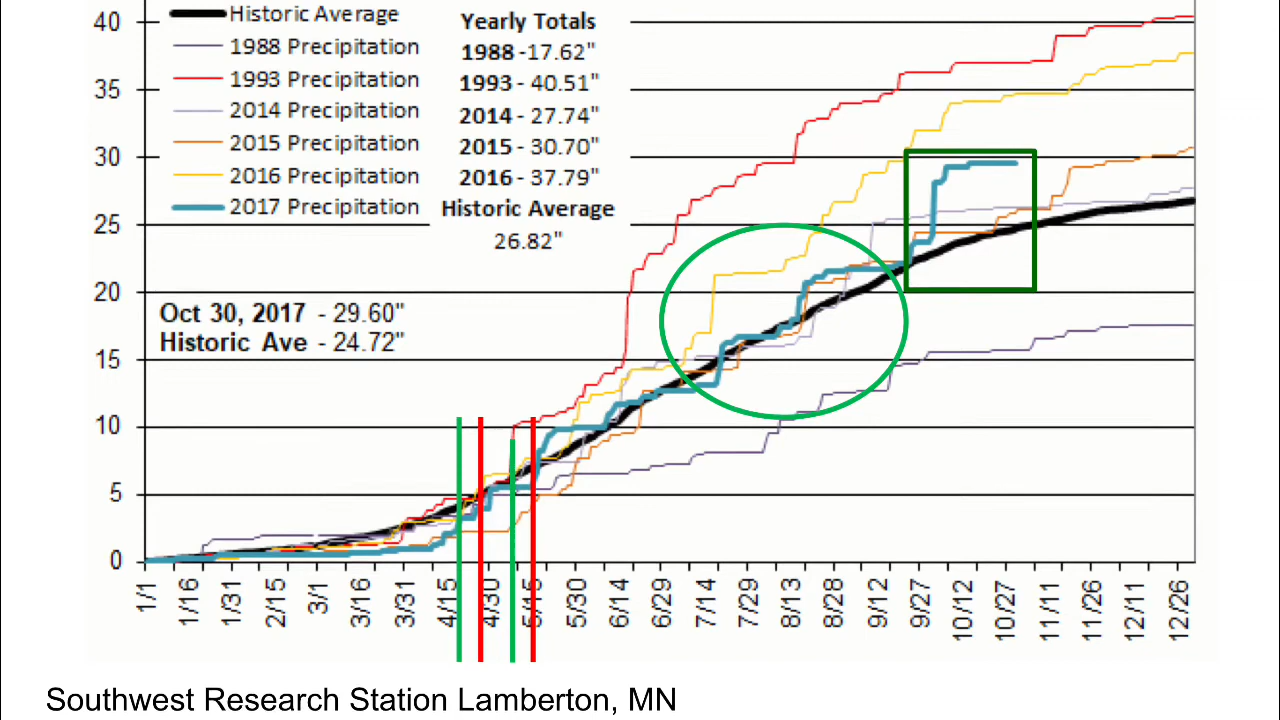 40
35
30
25
20
15
10
5
0
Historic Average
1988 Precipitation
1993 Precipitation
2014 Precipitation
2015 Precipitation
2016 Precipitation
2017 Precipitation
Yearly Totals
1988 -17.62"
1993 - 40.51"
2014 - 27.74"
2015 - 30.70"
2016 - 37.79"
Historic Average
26.82"
Oct 30, 2017 - 29.60"
Historic Ave - 24.72"
1/1
1/16
1/31
2/15
3/1
3/16
3/31
4/15
4/30
5/15
5/30
6/14
6/29
7/14
7/29
8/13
8/28
9/12
9/27
10/12
10/27
11/11
11/26
12/11
12/26
Southwest Research Station Lamberton, MN